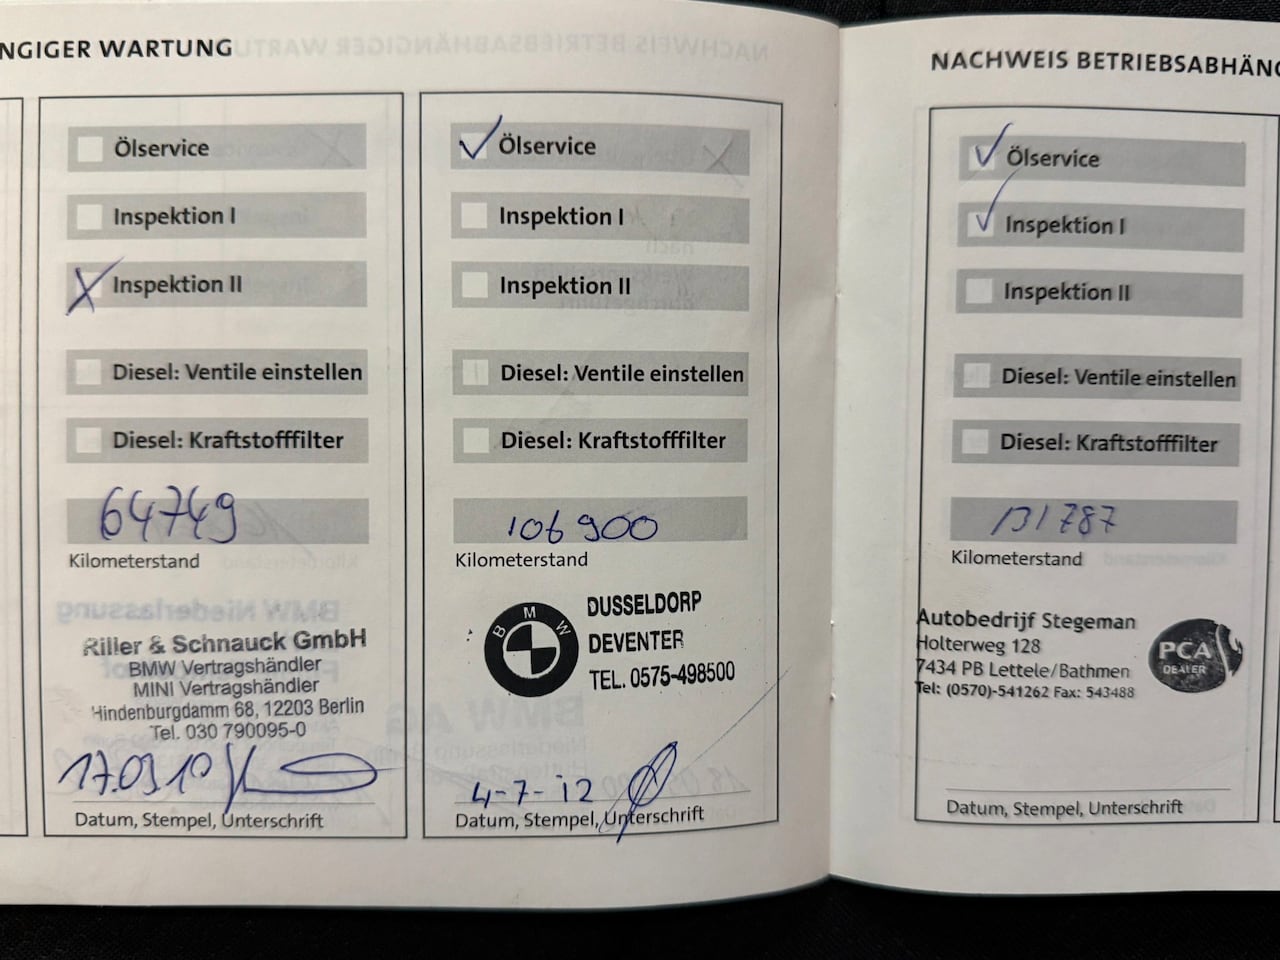 NGIGER WARTUNG
Ölservice
Inspektion I
Inspektion II
Diesel: Ventile einstellen
Diesel: Kraftstofffilter
64749
Kilometerstand
Riller & Schnauck GmbH
BMW Vertragshändler
MINI Vertragshändler
Hindenburgdamm 68, 12203 Berlin
Tel. 030 790095-0
17.09.10
Datum, Stempel, Unterschrift
Ölservice
Inspektion I
Inspektion II
Diesel: Ventile einstellen
Diesel: Kraftstofffilter
106900
Kilometerstand
BMW
DUSSELDORP
DEVENTER
TEL. 0575-498500
4-7-12
Datum, Stempel, Unterschrift
NACHWEIS BETRIEBSABHÄNG
Ölservice
Inspektion I
Inspektion II
Diesel: Ventile einstellen
Diesel: Kraftstofffilter
131787
Kilometerstand
Autobedrijf Stegeman
Holterweg 128
7434 PB Lettele/Bathmen
Tel: (0570)-541262 Fax: 543488
PCA
DEALER
Datum, Stempel, Unterschrift